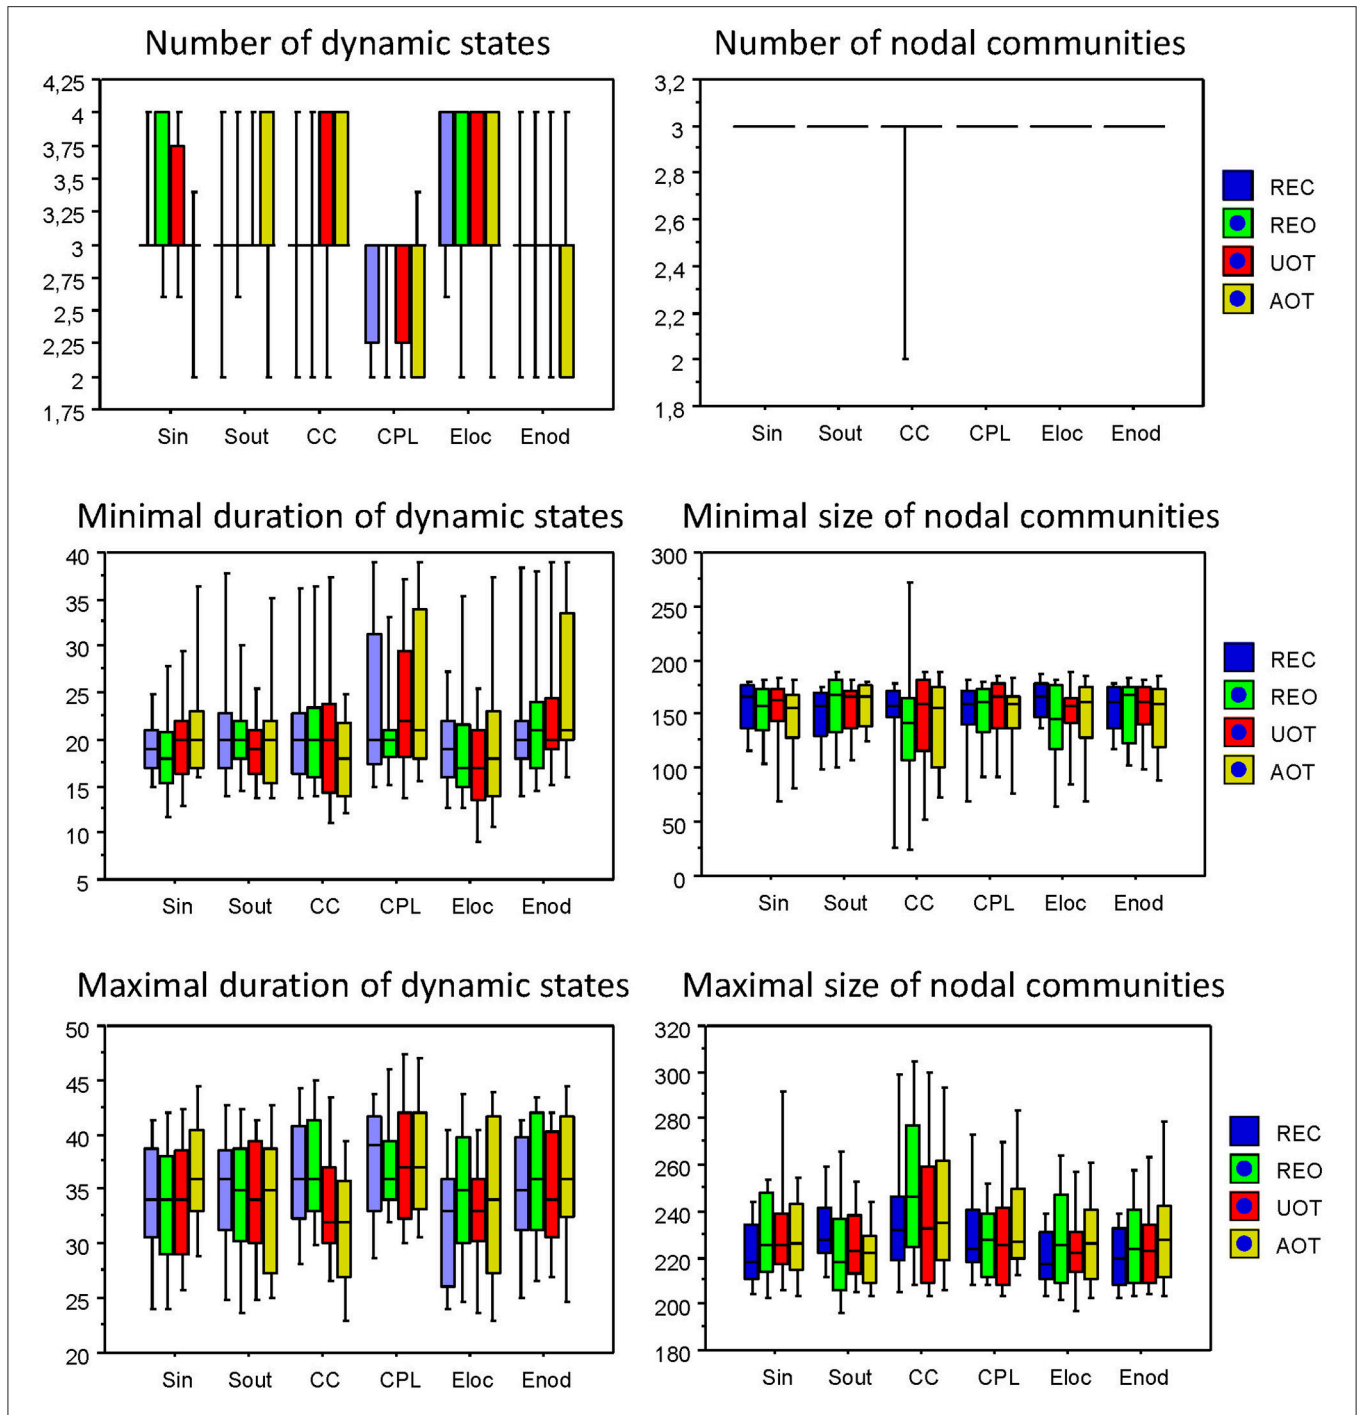 Number of dynamic states
4,25
4
3,75
3,5
3,25
3
2,75
2,5
2,25
2
1,75
Sin Sout CC CPL Eloc Enod
Number of nodal communities
3,2
3
2,8
2,6
2,4
2,2
2
1,8
Sin Sout CC CPL Eloc Enod
REC
REO
UOT
AOT
Minimal duration of dynamic states
40
35
30
25
20
15
10
5
Sin Sout CC CPL Eloc Enod
Minimal size of nodal communities
300
250
200
150
100
50
0
Sin Sout CC CPL Eloc Enod
REC
REO
UOT
AOT
Maximal duration of dynamic states
50
45
40
35
30
25
20
Sin Sout CC CPL Eloc Enod
Maximal size of nodal communities
320
300
280
260
240
220
200
180
Sin Sout CC CPL Eloc Enod
REC
REO
UOT
AOT